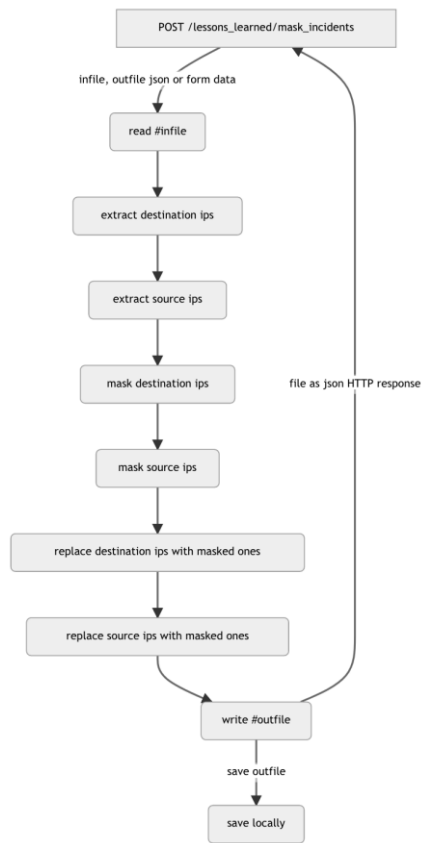 POST /lessons_learned/mask_incidents
infile, outfile json or form data
read #infile
extract destination ips
extract source ips
mask destination ips
file as json HTTP response
mask source ips
replace destination ips with masked ones
replace source ips with masked ones
write #outfile
save outfile
save locally